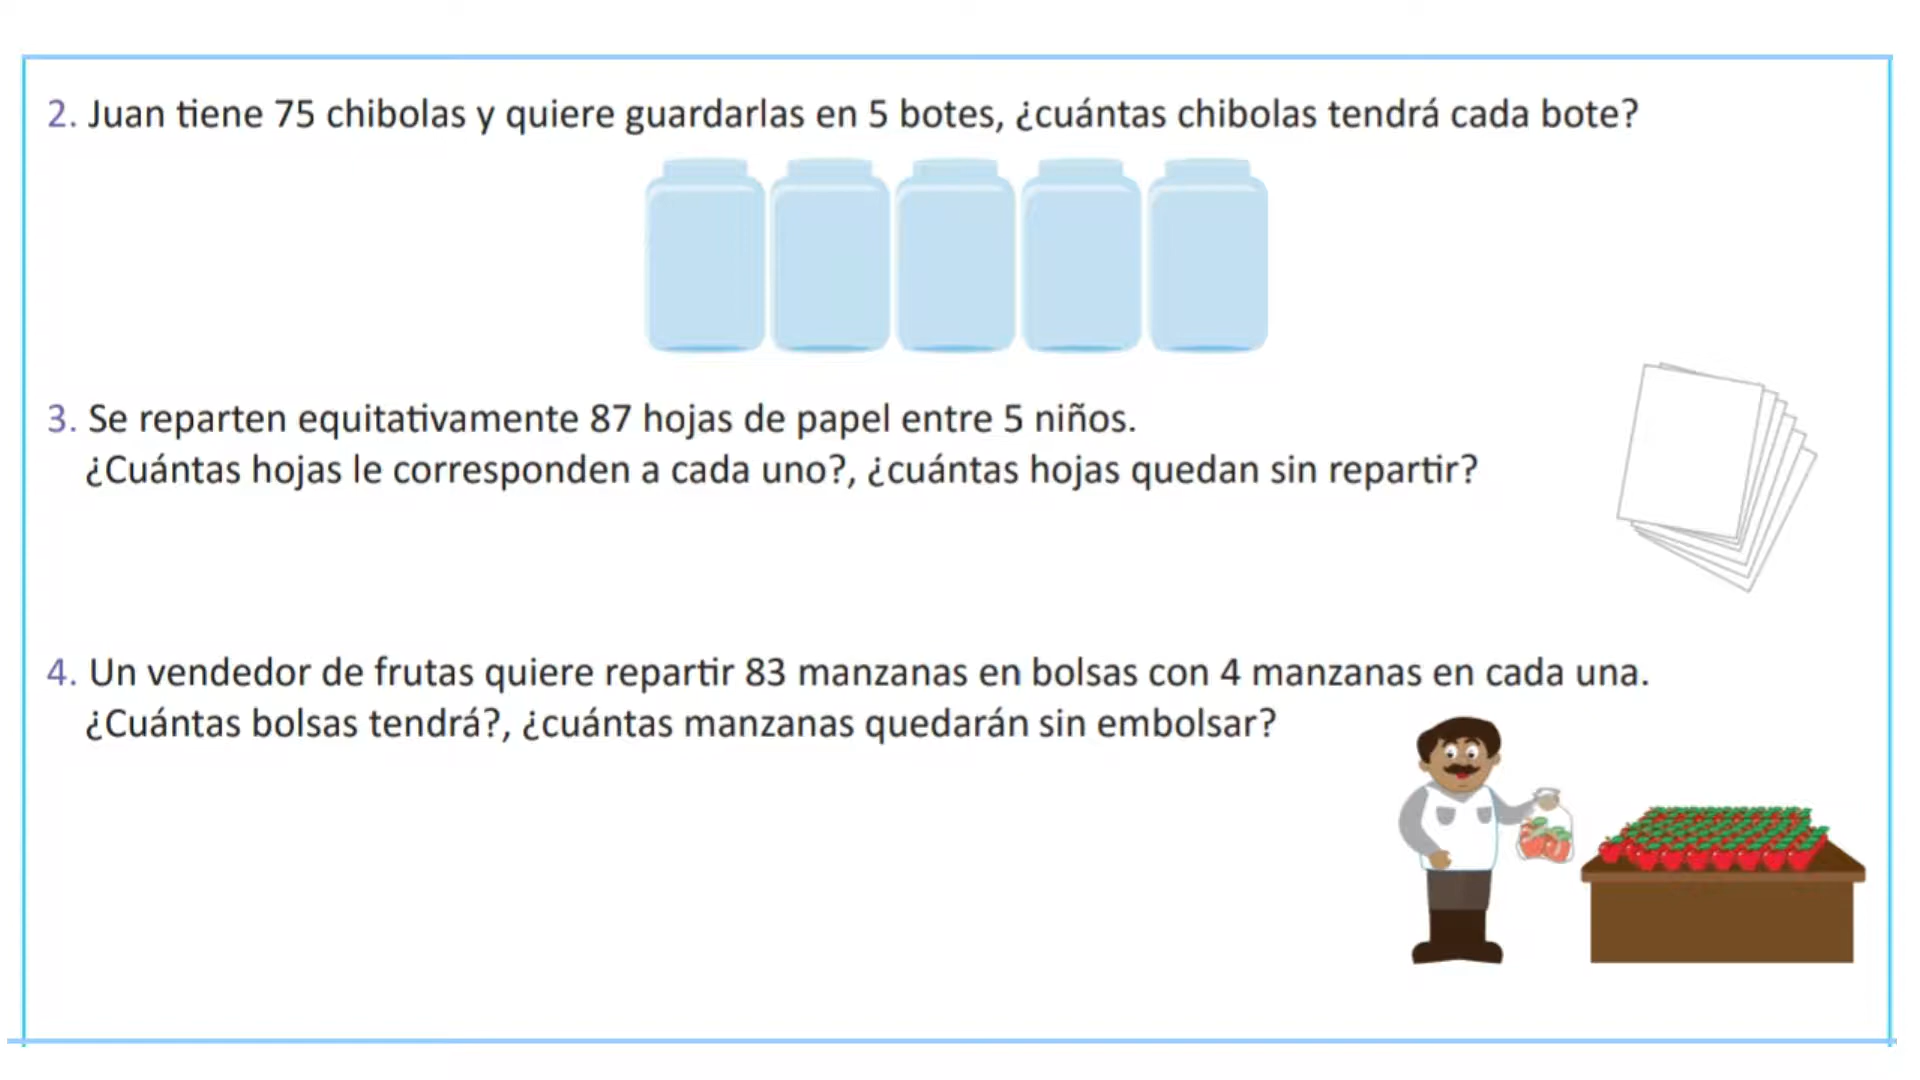 2. Juan tiene 75 chibolas y quiere guardarlas en 5 botes, ¿cuántas chibolas tendrá cada bote?
3. Se reparten equitativamente 87 hojas de papel entre 5 niños.
¿Cuántas hojas le corresponden a cada uno?, ¿cuántas hojas quedan sin repartir?
4. Un vendedor de frutas quiere repartir 83 manzanas en bolsas con 4 manzanas en cada una.
¿Cuántas bolsas tendrá?, ¿cuántas manzanas quedarán sin embolsar?